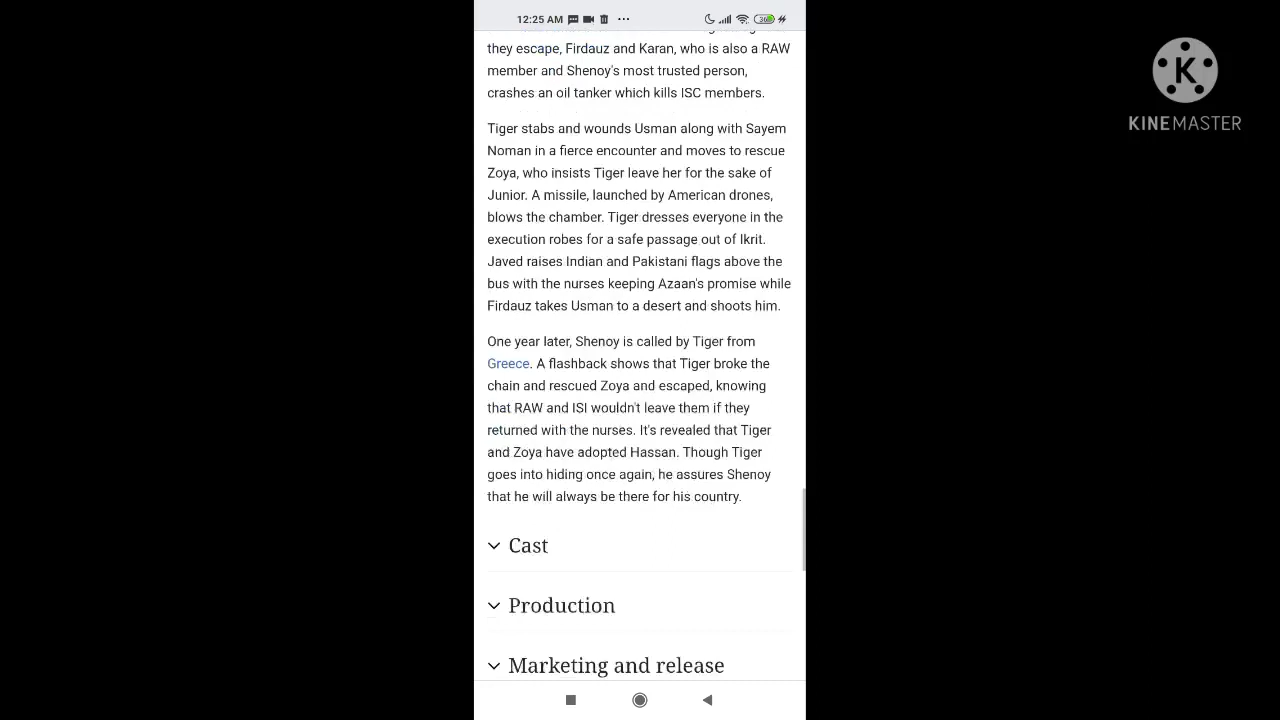 12:25 AM
36
they escape, Firdauz and Karan, who is also a RAW
member and Shenoy's most trusted person,
crashes an oil tanker which kills ISC members.
Tiger stabs and wounds Usman along with Sayem
Noman in a fierce encounter and moves to rescue
Zoya, who insists Tiger leave her for the sake of
Junior. A missile, launched by American drones,
blows the chamber. Tiger dresses everyone in the
execution robes for a safe passage out of Ikrit.
Javed raises Indian and Pakistani flags above the
bus with the nurses keeping Azaan's promise while
Firdauz takes Usman to a desert and shoots him.
One year later, Shenoy is called by Tiger from
Greece. A flashback shows that Tiger broke the
chain and rescued Zoya and escaped, knowing
that RAW and ISI wouldn't leave them if they
returned with the nurses. It's revealed that Tiger
and Zoya have adopted Hassan. Though Tiger
goes into hiding once again, he assures Shenoy
that he will always be there for his country.
Cast
Production
Marketing and release
K
KINEMASTER